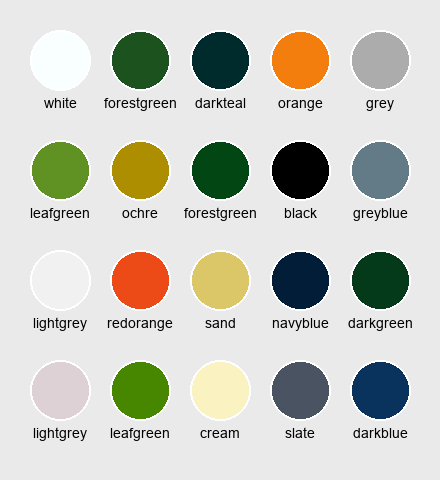 white forestgreen darkteal orange grey
leafgreen ochre forestgreen black greyblue
lightgrey redorange sand navyblue darkgreen
lightgrey leafgreen cream slate darkblue